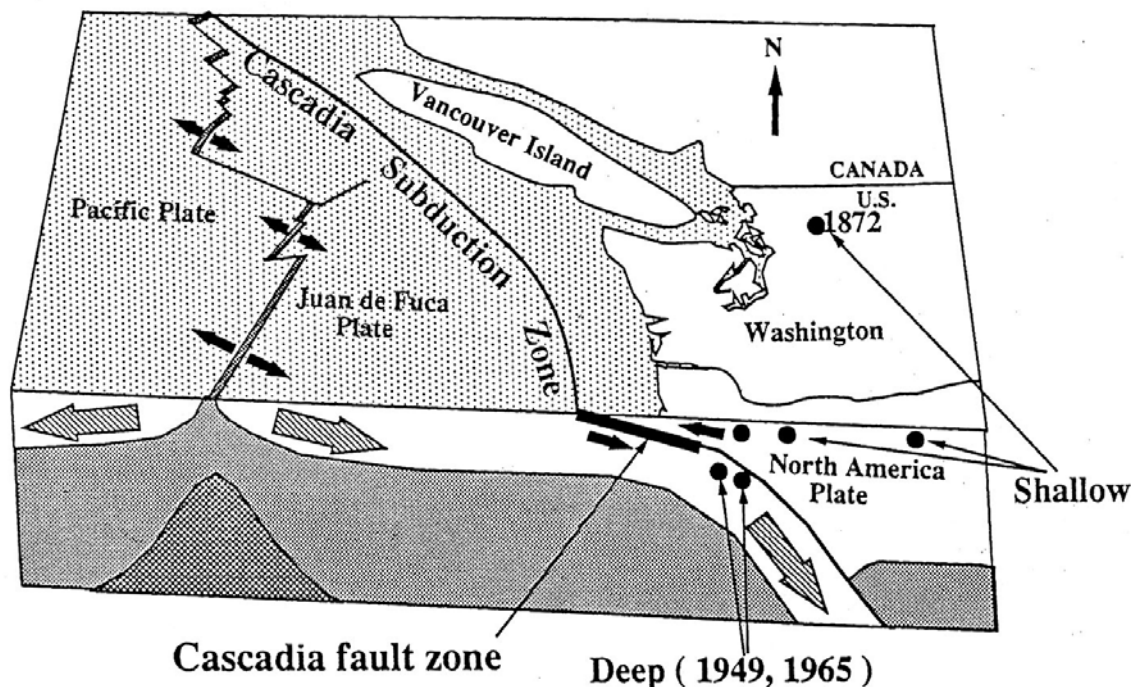 N
Cascadia
Subduction
Zone
Vancouver Island
CANADA
U.S.
1872
Pacific Plate
Juan de Fuca
Plate
Washington
North America
Plate
Shallow
Cascadia fault zone
Deep ( 1949, 1965 )